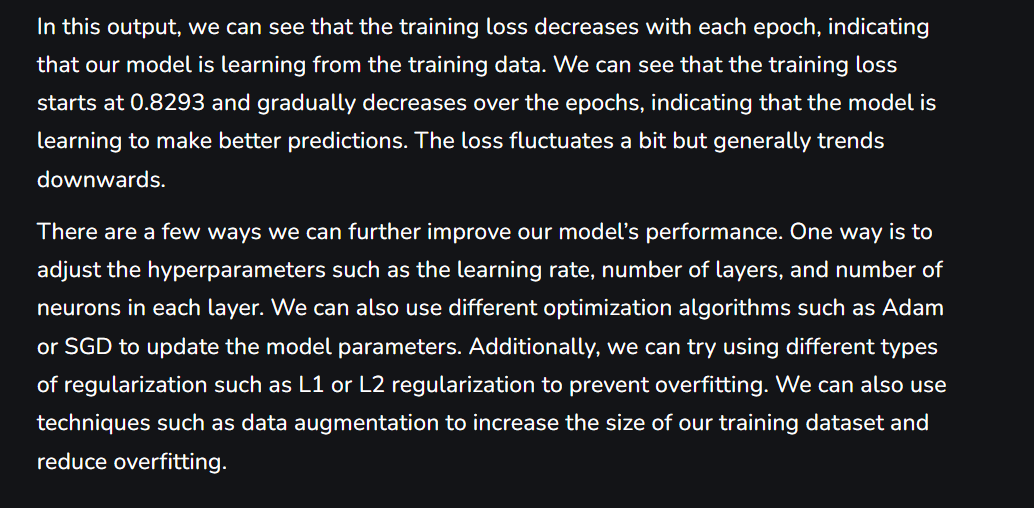 In this output, we can see that the training loss decreases with each epoch, indicating
that our model is learning from the training data. We can see that the training loss
starts at 0.8293 and gradually decreases over the epochs, indicating that the model is
learning to make better predictions. The loss fluctuates a bit but generally trends
downwards.
There are a few ways we can further improve our model’s performance. One way is to
adjust the hyperparameters such as the learning rate, number of layers, and number of
neurons in each layer. We can also use different optimization algorithms such as Adam
or SGD to update the model parameters. Additionally, we can try using different types
of regularization such as L1 or L2 regularization to prevent overfitting. We can also use
techniques such as data augmentation to increase the size of our training dataset and
reduce overfitting.